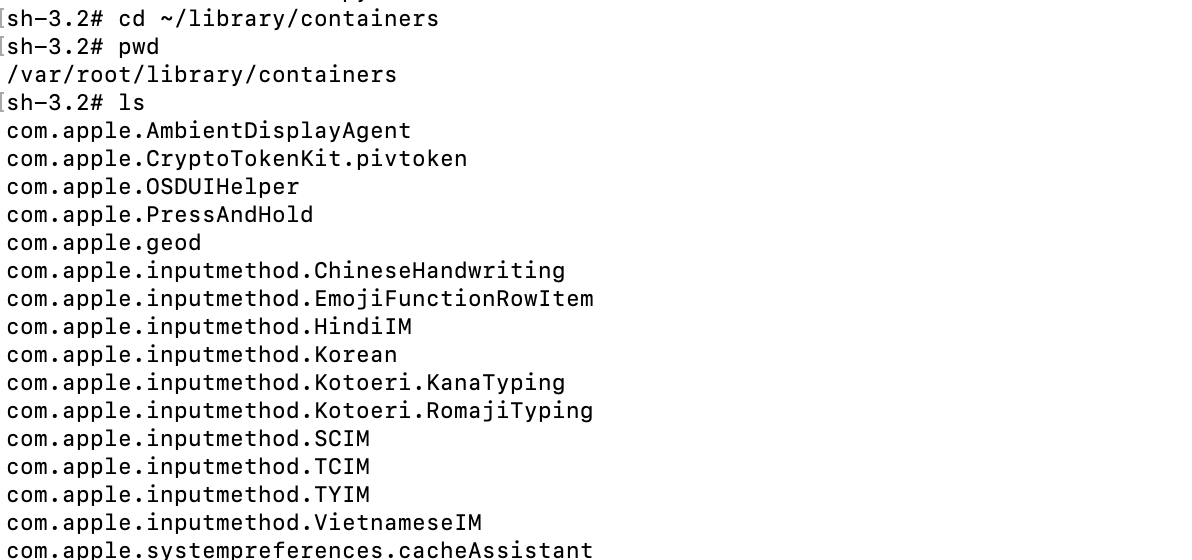 [sh-3.2# cd ~/library/containers
[sh-3.2# pwd
/var/root/library/containers
[sh-3.2# ls
com.apple.AmbientDisplayAgent
com.apple.CryptoTokenKit.pivtoken
com.apple.OSDUIHelper
com.apple.PressAndHold
com.apple.geod
com.apple.inputmethod.ChineseHandwriting
com.apple.inputmethod.EmojiFunctionRowItem
com.apple.inputmethod.HindiIM
com.apple.inputmethod.Korean
com.apple.inputmethod.Kotoeri.KanaTyping
com.apple.inputmethod.Kotoeri.RomajiTyping
com.apple.inputmethod.SCIM
com.apple.inputmethod.TCIM
com.apple.inputmethod.TYIM
com.apple.inputmethod.VietnameseIM
com.apple.systempreferences.cacheAssistant